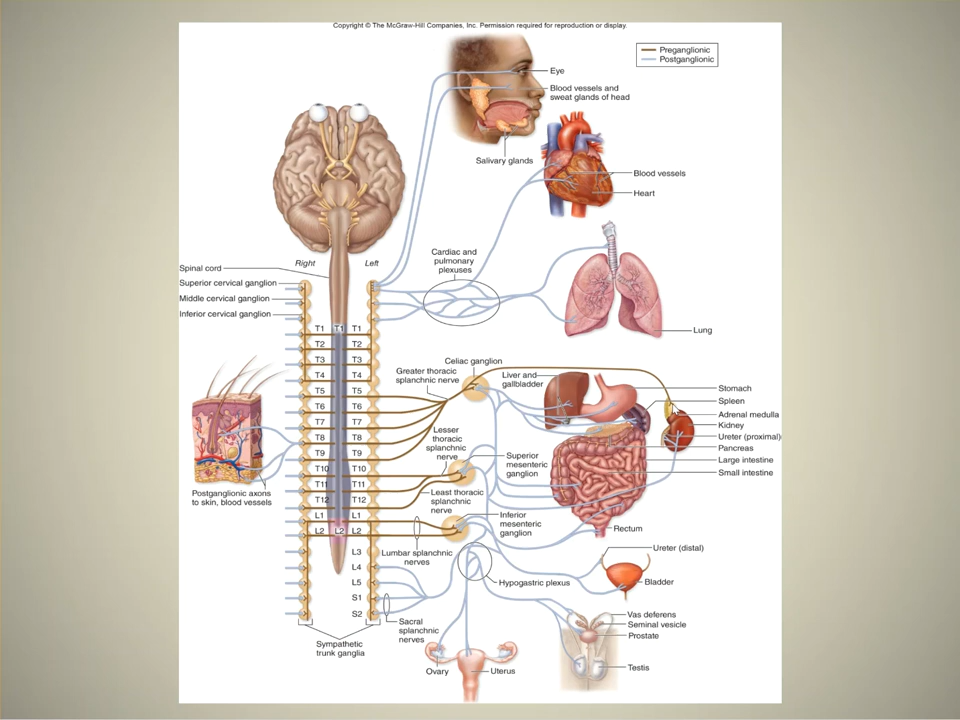 Copyright © The McGraw-Hill Companies, Inc. Permission required for reproduction or display.
Preganglionic
Postganglionic
Eye
Blood vessels and
sweat glands of head
Salivary glands
Blood vessels
Heart
Cardiac and
pulmonary
plexuses
Right
Left
Spinal cord
Superior cervical ganglion
Middle cervical ganglion
Inferior cervical ganglion
Lung
T1 T1 T1
T2 T2
T3 T3
T4 T4
T5 T5
T6 T6
T7 T7
T8 T8
T9 T9
T10 T10
T11 T11
T12 T12
L1 L1
L2 L2 L2
L3
L4
L5
S1
S2
Celiac ganglion
Greater thoracic
splanchnic nerve
Liver and
gallbladder
Stomach
Spleen
Adrenal medulla
Kidney
Ureter (proximal)
Pancreas
Large intestine
Small intestine
Lesser
thoracic
splanchnic
nerve
Superior
mesenteric
ganglion
Postganglionic axons
to skin, blood vessels
Least thoracic
splanchnic
nerve
Inferior
mesenteric
ganglion
Rectum
Lumbar splanchnic
nerves
Ureter (distal)
Hypogastric plexus
Bladder
Sacral
splanchnic
nerves
Vas deferens
Seminal vesicle
Prostate
Sympathetic
trunk ganglia
Ovary
Uterus
Testis